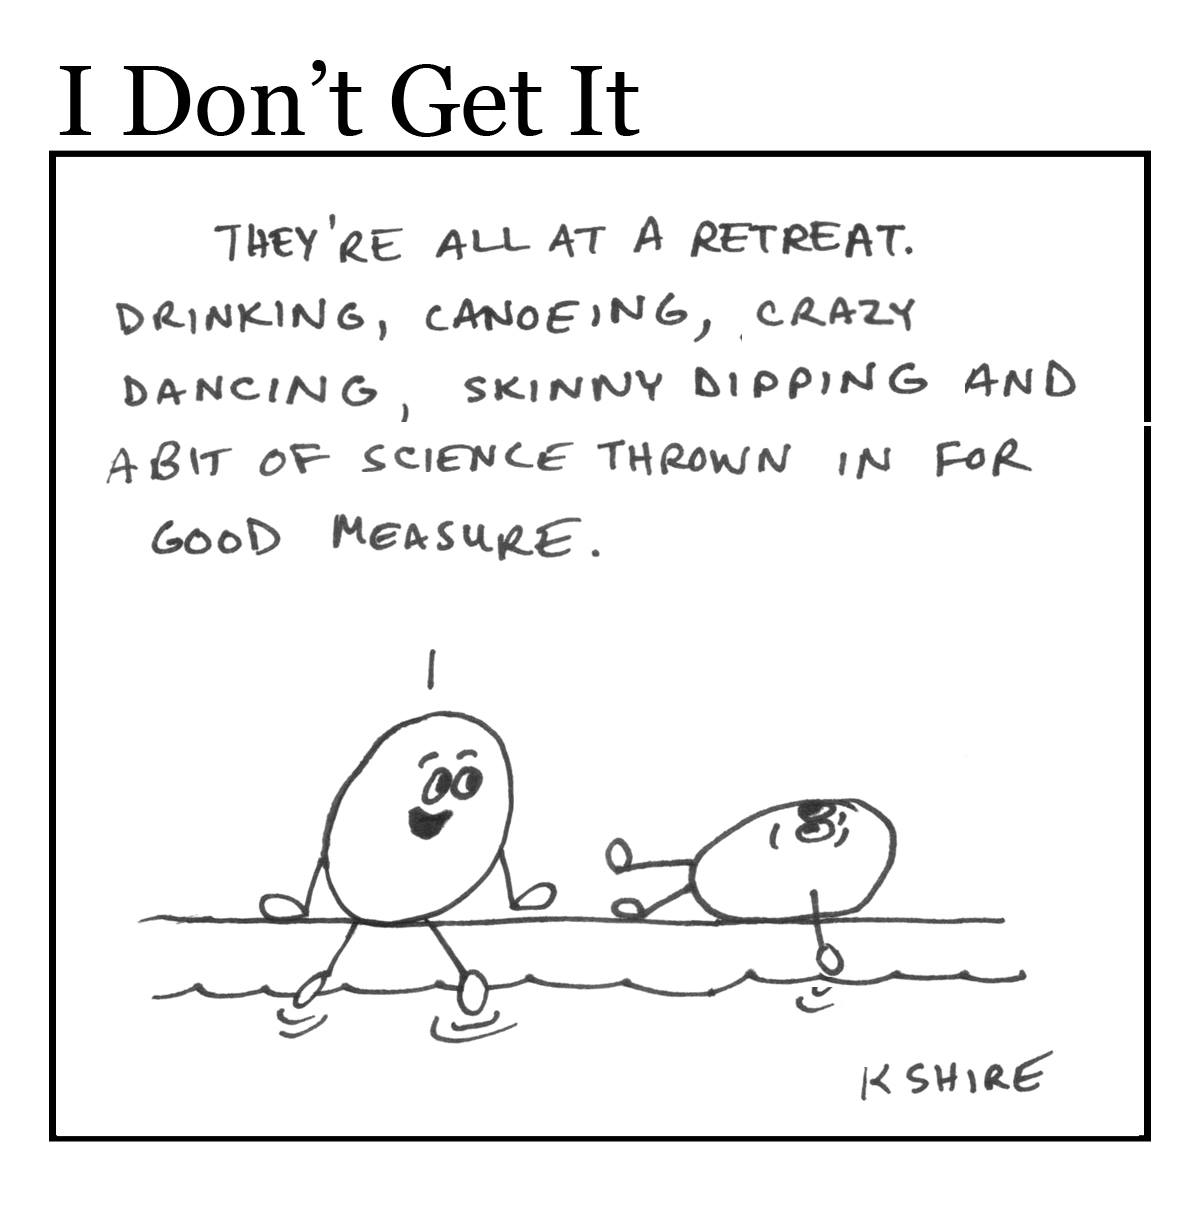 I Don’t Get It
THEY'RE ALL AT A RETREAT.
DRINKING, CANOEING, CRAZY
DANCING, SKINNY DIPPING AND
A BIT OF SCIENCE THROWN IN FOR
GOOD MEASURE.
KSHIRE